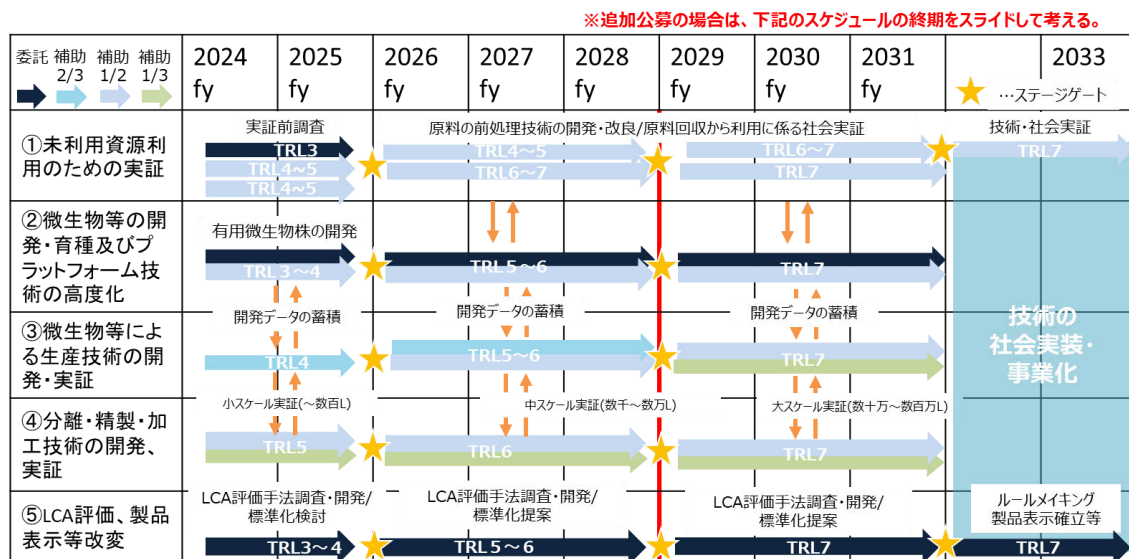 ※追加公募の場合は、下記のスケジュールの終期をスライドして考える。
委託 補助 補助 補助
2/3 1/2 1/3
2024 2025 2026 2027 2028 2029 2030 2031 2033
fy fy fy fy fy fy fy fy
…ステージゲート
①未利用資源利
用のための実証
実証前調査
原料の前処理技術の開発・改良/原料回収から利用に係る社会実証
技術・社会実証
TRL3
TRL4~5
TRL4~5
TRL4～5
TRL6～7
TRL6～7
TRL7
TRL7
②微生物等の開
発・育種及びプ
ラットフォーム技
術の高度化
有用微生物株の開発
TRL3～4
TRL5～6
TRL7
開発データの蓄積
開発データの蓄積
開発データの蓄積
③微生物等によ
る生産技術の開
発・実証
TRL4
TRL5～6
TRL7
小スケール実証(～数百L)
中スケール実証(数千～数万L)
大スケール実証(数十万～数百万L)
④分離・精製・加
工技術の開発、
実証
TRL5
TRL6
TRL7
技術の
社会実装・
事業化
⑤LCA評価、製品
表示等改変
LCA評価手法調査・開発/
標準化検討
LCA評価手法調査・開発/
標準化提案
LCA評価手法調査・開発/
標準化提案
ルールメイキング
製品表示確立等
TRL3～4
TRL5～6
TRL7
TRL7